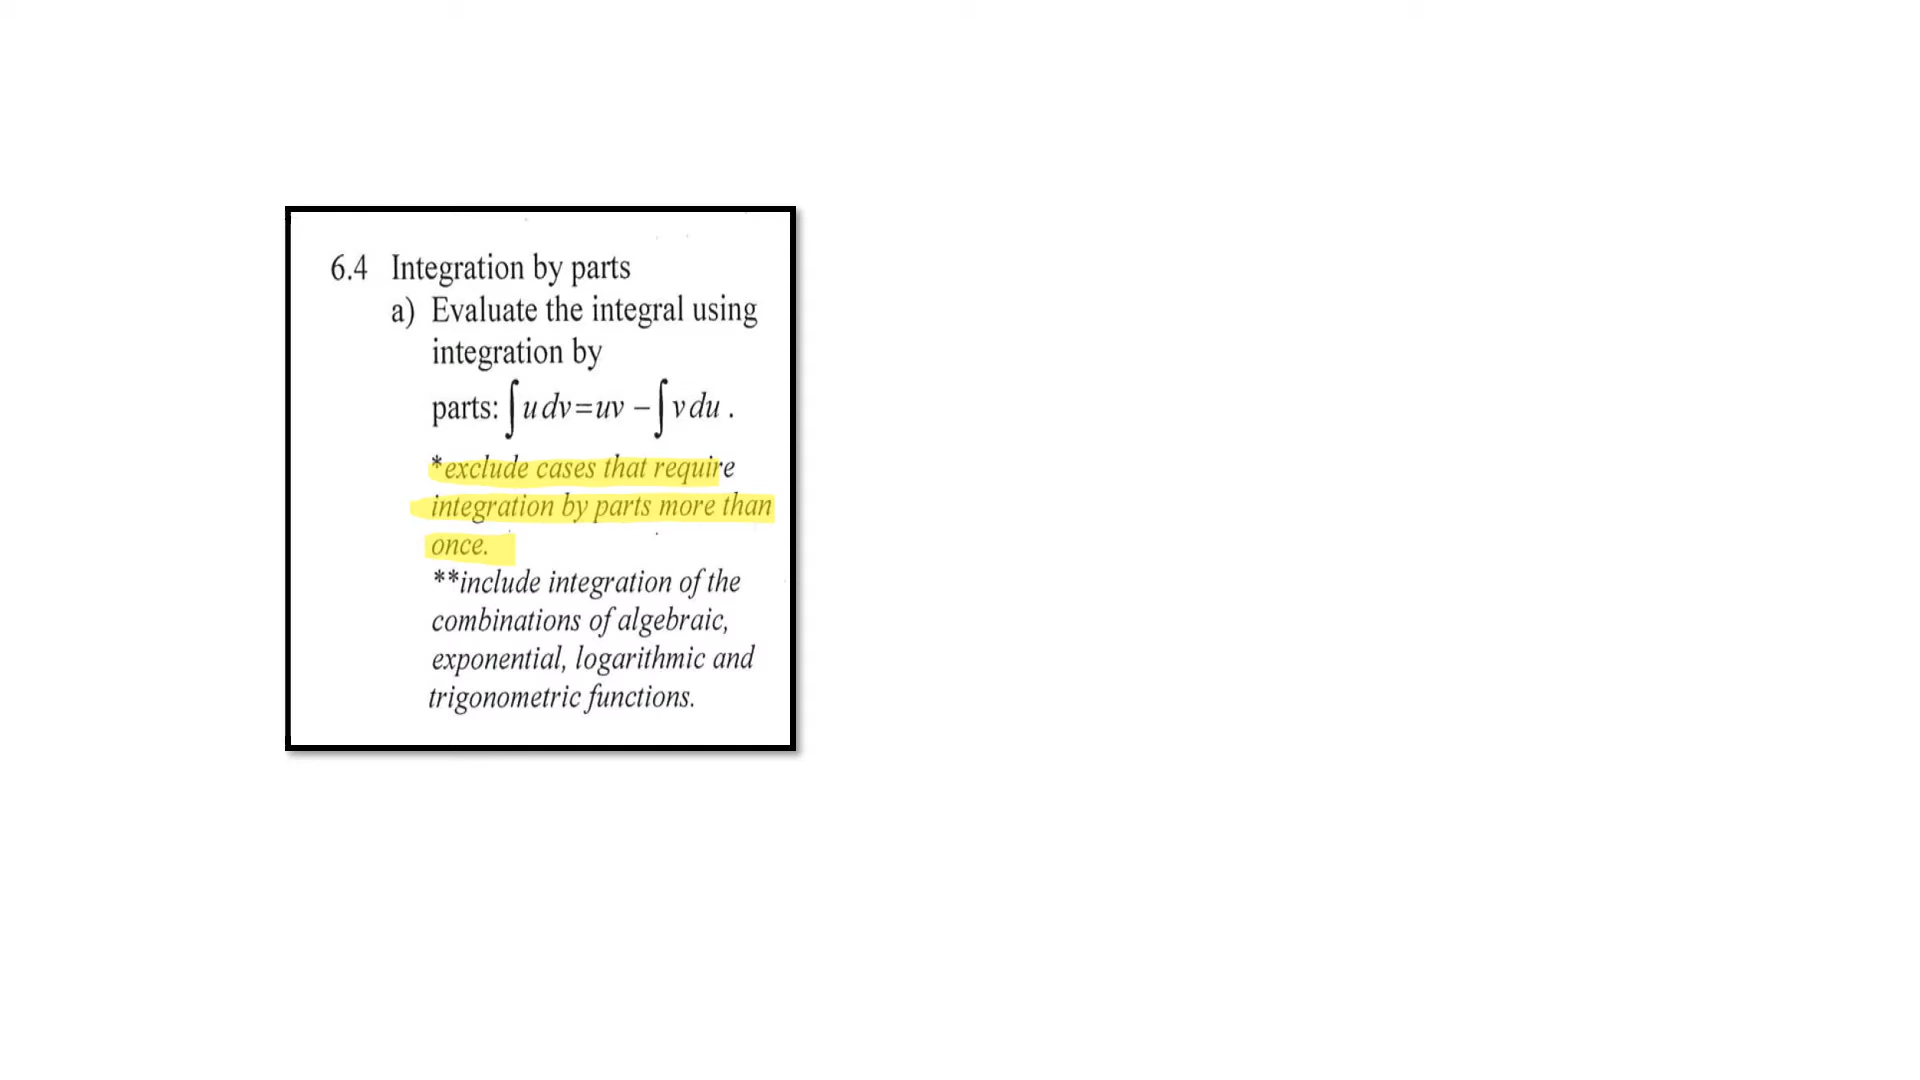 6.4 Integration by parts
a) Evaluate the integral using
integration by
parts: ∫u dv=uv – ∫v du .
*exclude cases that require
integration by parts more than
once.
**include integration of the
combinations of algebraic,
exponential, logarithmic and
trigonometric functions.